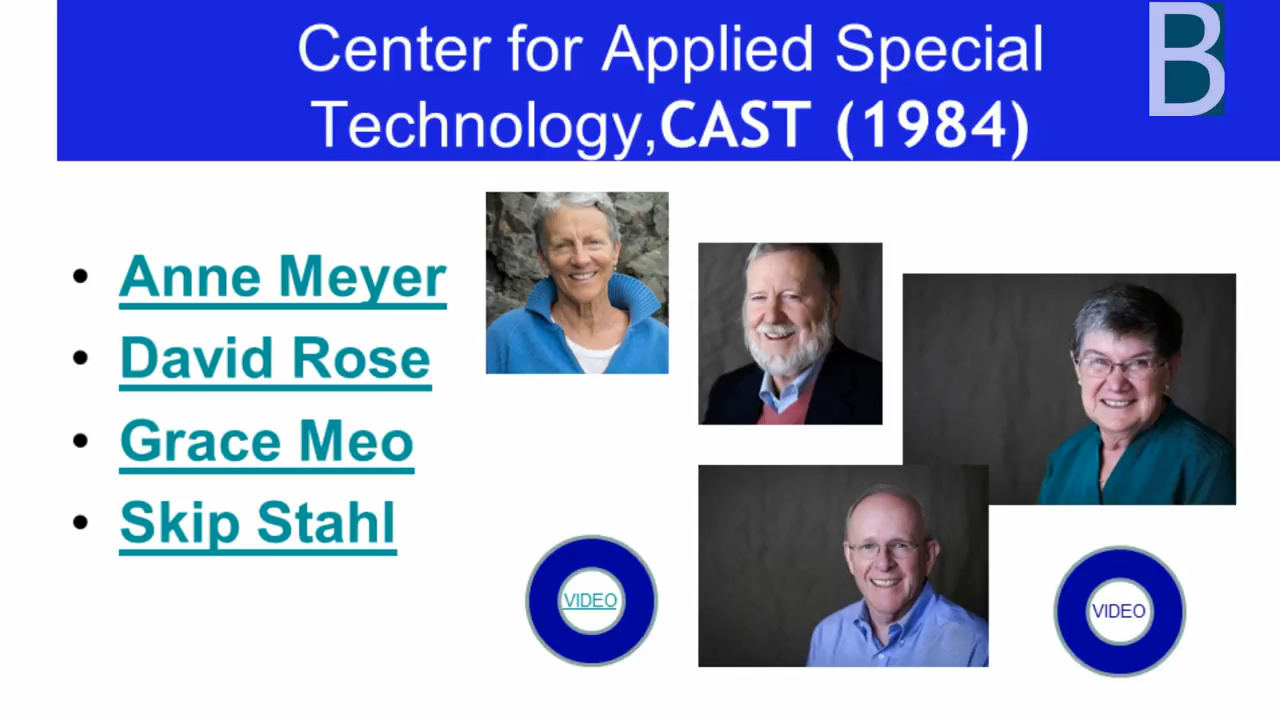 Center for Applied Special
Technology,CAST (1984)
B
• Anne Meyer
• David Rose
• Grace Meo
• Skip Stahl
VIDEO
VIDEO